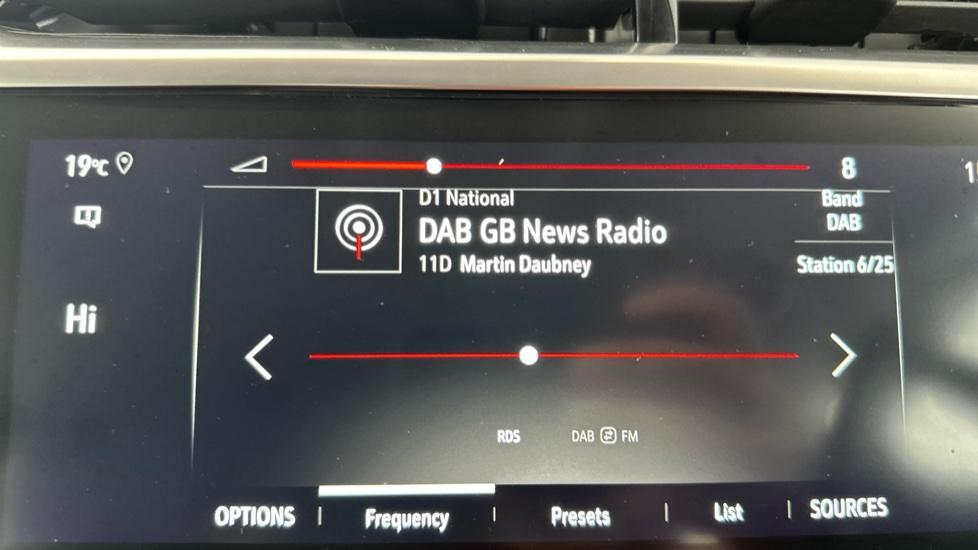 19°C
8
D1 National
Band
DAB GB News Radio
DAB
11D Martin Daubney
Station 6/25
Hi
RDS
DAB FM
OPTIONS
Frequency
Presets
List
SOURCES